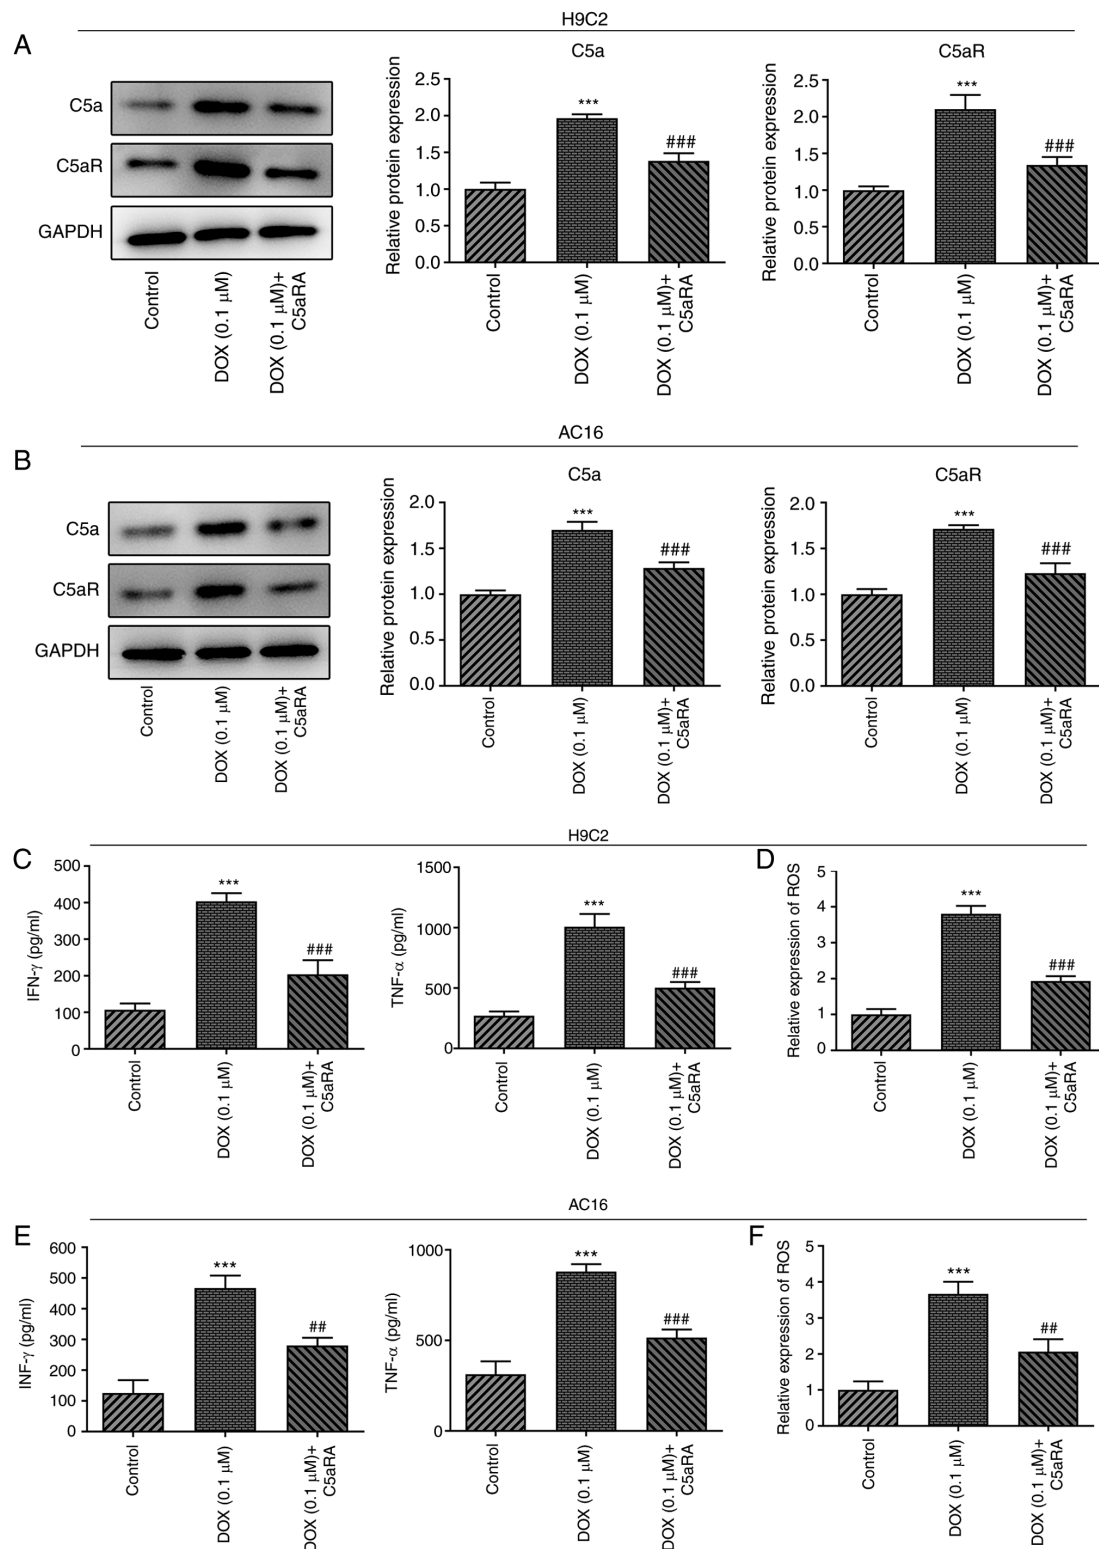 H9C2
A
C5a
C5aR
GAPDH
Control
DOX (0.1 μM)
DOX (0.1 μM)+
C5aRA
C5a
Relative protein expression
2.5
2.0
1.5
1.0
0.5
0.0
***
###
Control
DOX (0.1 μM)
DOX (0.1 μM)+
C5aRA
C5aR
Relative protein expression
2.5
2.0
1.5
1.0
0.5
0.0
***
###
Control
DOX (0.1 μM)
DOX (0.1 μM)+
C5aRA
AC16
B
C5a
C5aR
GAPDH
Control
DOX (0.1 μM)
DOX (0.1 μM)+
C5aRA
C5a
Relative protein expression
2.0
1.5
1.0
0.5
0.0
***
###
Control
DOX (0.1 μM)
DOX (0.1 μM)+
C5aRA
C5aR
Relative protein expression
2.0
1.5
1.0
0.5
0.0
***
###
Control
DOX (0.1 μM)
DOX (0.1 μM)+
C5aRA
H9C2
C
IFN-γ (pg/ml)
500
400
300
200
100
0
***
###
Control
DOX (0.1 μM)
DOX (0.1 μM)+
C5aRA
TNF-α (pg/ml)
1500
1000
500
0
***
###
Control
DOX (0.1 μM)
DOX (0.1 μM)+
C5aRA
D
Relative expression of ROS
5
4
3
2
1
0
***
###
Control
DOX (0.1 μM)
DOX (0.1 μM)+
C5aRA
AC16
E
INF-γ (pg/ml)
600
500
400
300
200
100
0
***
##
Control
DOX (0.1 μM)
DOX (0.1 μM)+
C5aRA
TNF-α (pg/ml)
1000
500
0
***
###
Control
DOX (0.1 μM)
DOX (0.1 μM)+
C5aRA
F
Relative expression of ROS
5
4
3
2
1
0
***
##
Control
DOX (0.1 μM)
DOX (0.1 μM)+
C5aRA